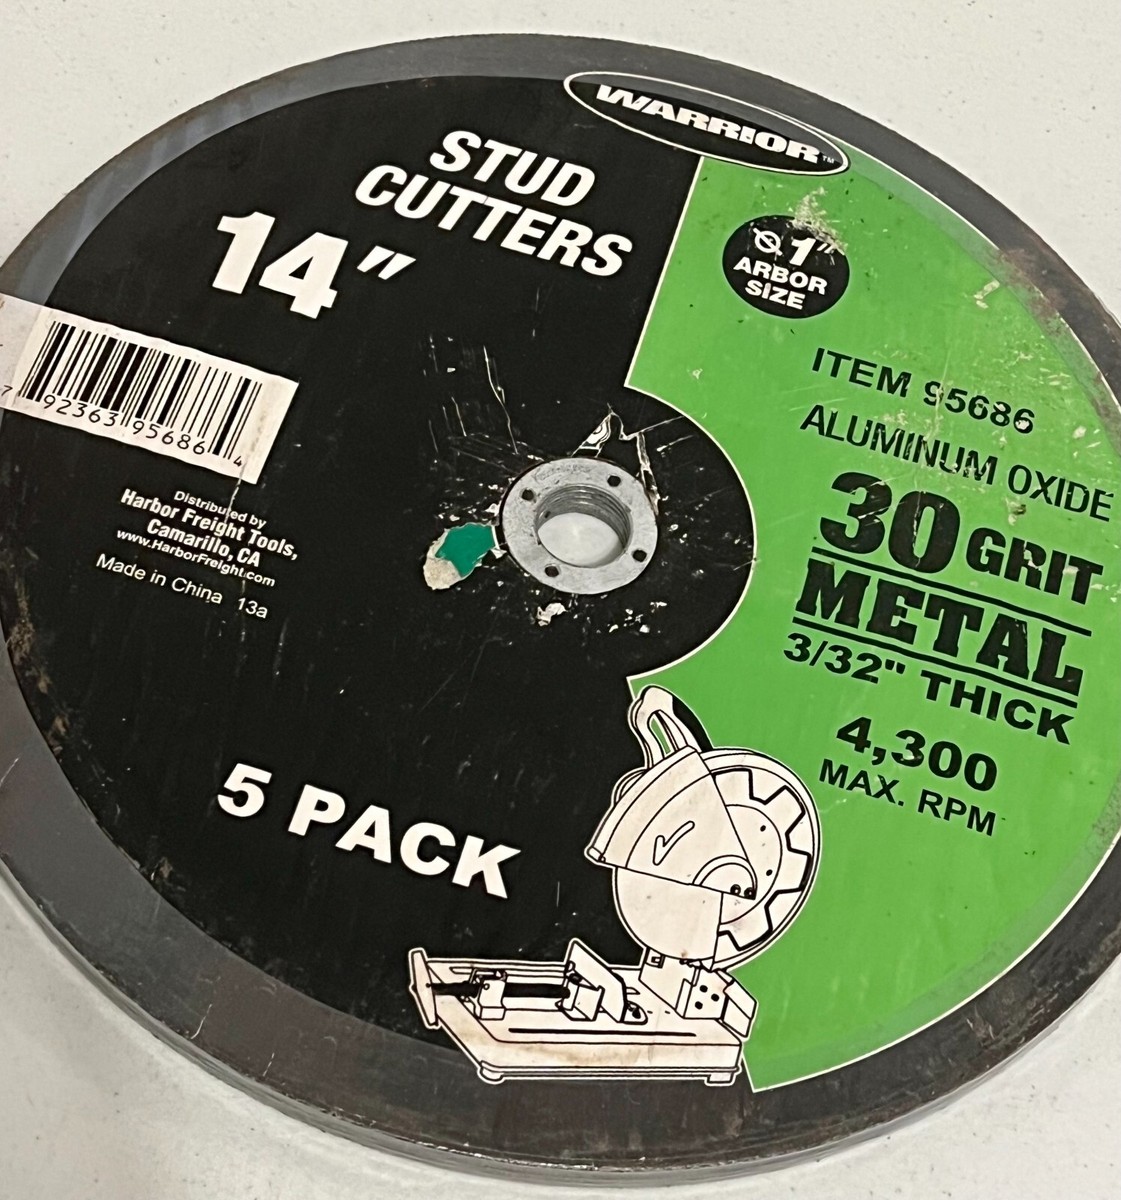 WARRIOR™
STUD
CUTTERS
14"
1"
ARBOR
SIZE
7 92363 95686 4
Distributed by
Harbor Freight Tools,
Camarillo, CA
www.HarborFreight.com
Made in China 13a
ITEM 95686
ALUMINUM OXIDE
30 GRIT
METAL
3/32" THICK
4,300
MAX. RPM
5 PACK